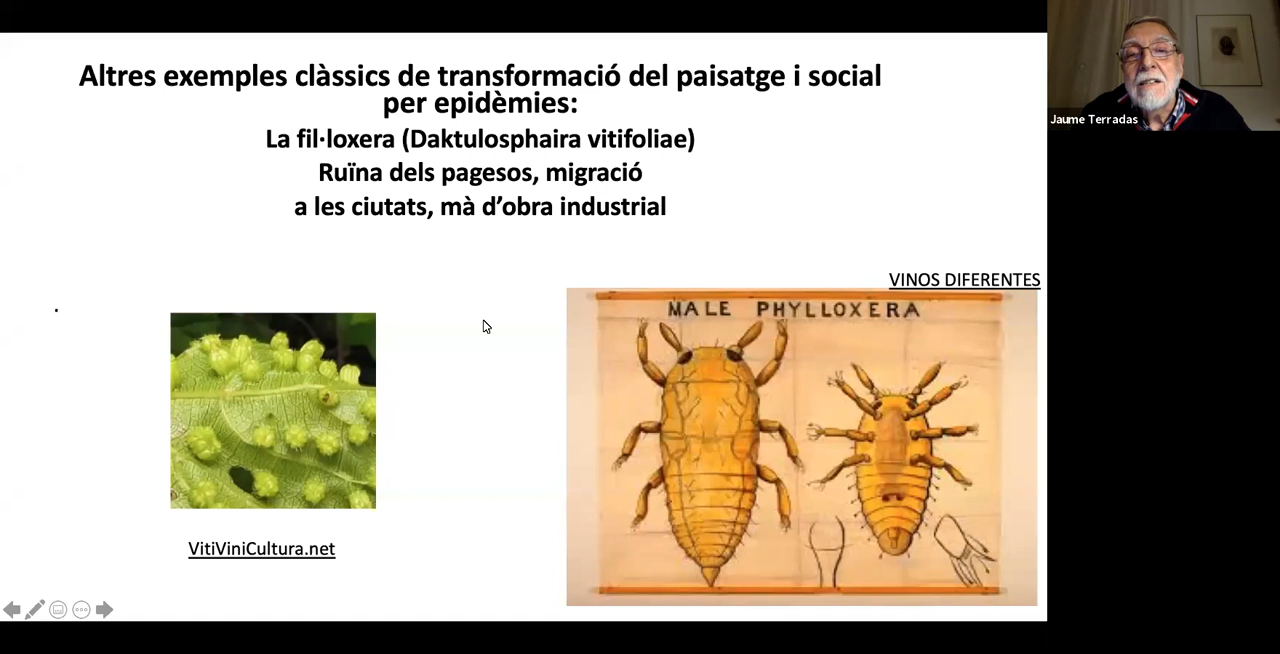 Altres exemples clàssics de transformació del paisatge i social
per epidèmies:
La fil·loxera (Daktulosphaira vitifoliae)
Ruïna dels pagesos, migració
a les ciutats, mà d’obra industrial
VINOS DIFERENTES
MALE PHYLLOXERA
VitiViniCultura.net
Jaume Terradas